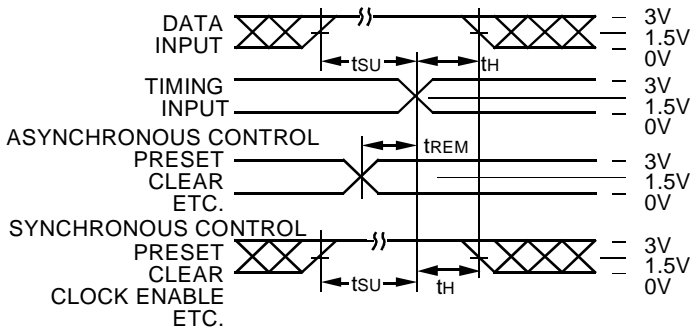 DATA
INPUT
tSU
tH
3V
1.5V
0V
TIMING
INPUT
3V
1.5V
0V
ASYNCHRONOUS CONTROL
PRESET
CLEAR
ETC.
tREM
3V
1.5V
0V
SYNCHRONOUS CONTROL
PRESET
CLEAR
CLOCK ENABLE
ETC.
tSU
tH
3V
1.5V
0V